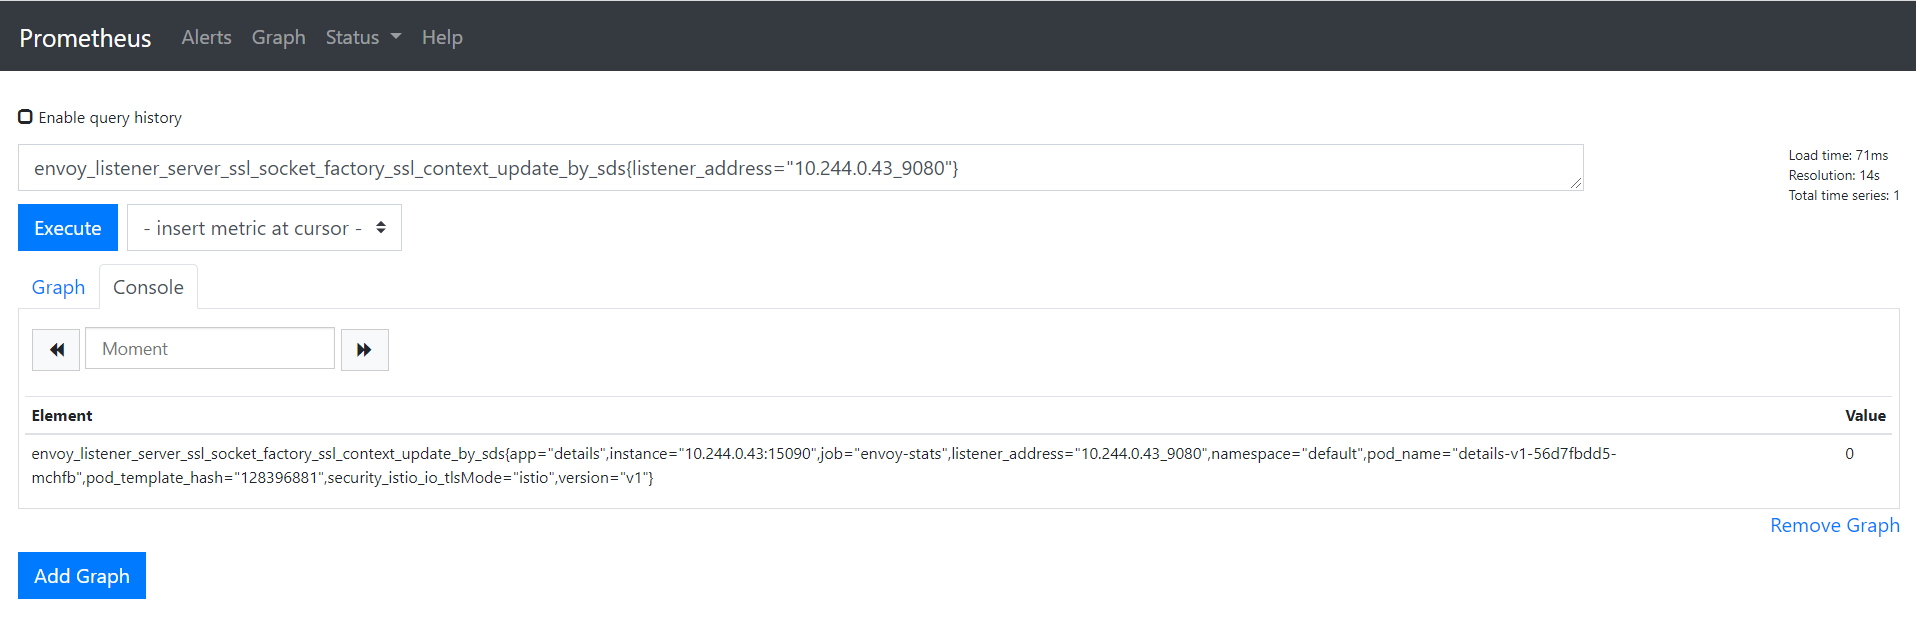 Prometheus Alerts Graph Status Help
Enable query history
envoy_listener_server_ssl_socket_factory_ssl_context_update_by_sds{listener_address="10.244.0.43_9080"}
Load time: 71ms
Resolution: 14s
Total time series: 1
Execute - insert metric at cursor -
Graph Console
Moment
Element Value
envoy_listener_server_ssl_socket_factory_ssl_context_update_by_sds{app="details",instance="10.244.0.43:15090",job="envoy-stats",listener_address="10.244.0.43_9080",namespace="default",pod_name="details-v1-56d7fbdd5- 0
mchfb",pod_template_hash="128396881",security_istio_io_tlsMode="istio",version="v1"}
Remove Graph
Add Graph